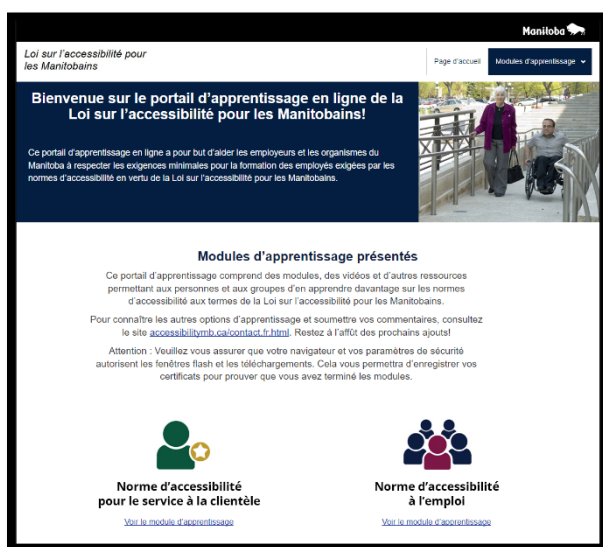 Manitoba
Loi sur l'accessibilité pour
les Manitobains
Page d'accueil
Modules d'apprentissage
Bienvenue sur le portail d'apprentissage en ligne de la
Loi sur l'accessibilité pour les Manitobains!
Ce portail d'apprentissage en ligne a pour but d'aider les employeurs et les organismes du
Manitoba à respecter les exigences minimales pour la formation des employés exigées par les
normes d'accessibilité en vertu de la Loi sur l'accessibilité pour les Manitobains.
Modules d'apprentissage présentés
Ce portail d'apprentissage comprend des modules, des vidéos et d'autres ressources
permettant aux personnes et aux groupes d'en apprendre davantage sur les normes
d'accessibilité aux termes de la Loi sur l'accessibilité pour les Manitobains.
Pour connaître les autres options d'apprentissage et soumettre vos commentaires, consultez
le site accessibilitymb.ca/contact.fr.html. Restez à l'affût des prochains ajouts!
Attention : Veuillez vous assurer que votre navigateur et vos paramètres de sécurité
autorisent les fenêtres flash et les téléchargements. Cela vous permettra d'enregistrer vos
certificats pour prouver que vous avez terminé les modules.
Norme d'accessibilité
pour le service à la clientèle
Voir le module d'apprentissage
Norme d'accessibilité
à l'emploi
Voir le module d'apprentissage